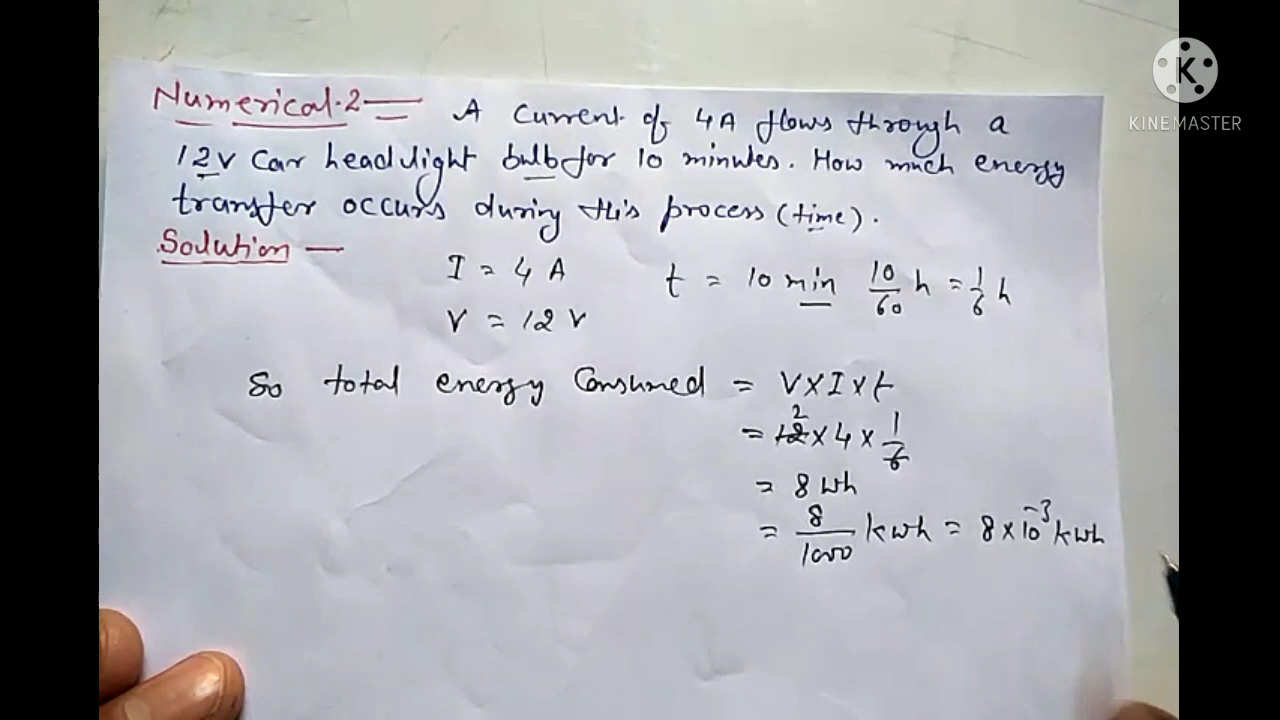 KINEMASTER
Numerical.2 — A Current of 4A flows through a
12V Car headlight bulb for 10 minutes. How much energy
transfer occurs during this process (time).
Solution —
I = 4 A t = 10 min 10/60 h = 1/6 h
V = 12 V
So total energy Consumed = V×I×t
= 12 2 × 4 × 1/6
= 8 Wh
= 8/1000 kwh = 8×10⁻³ kwh